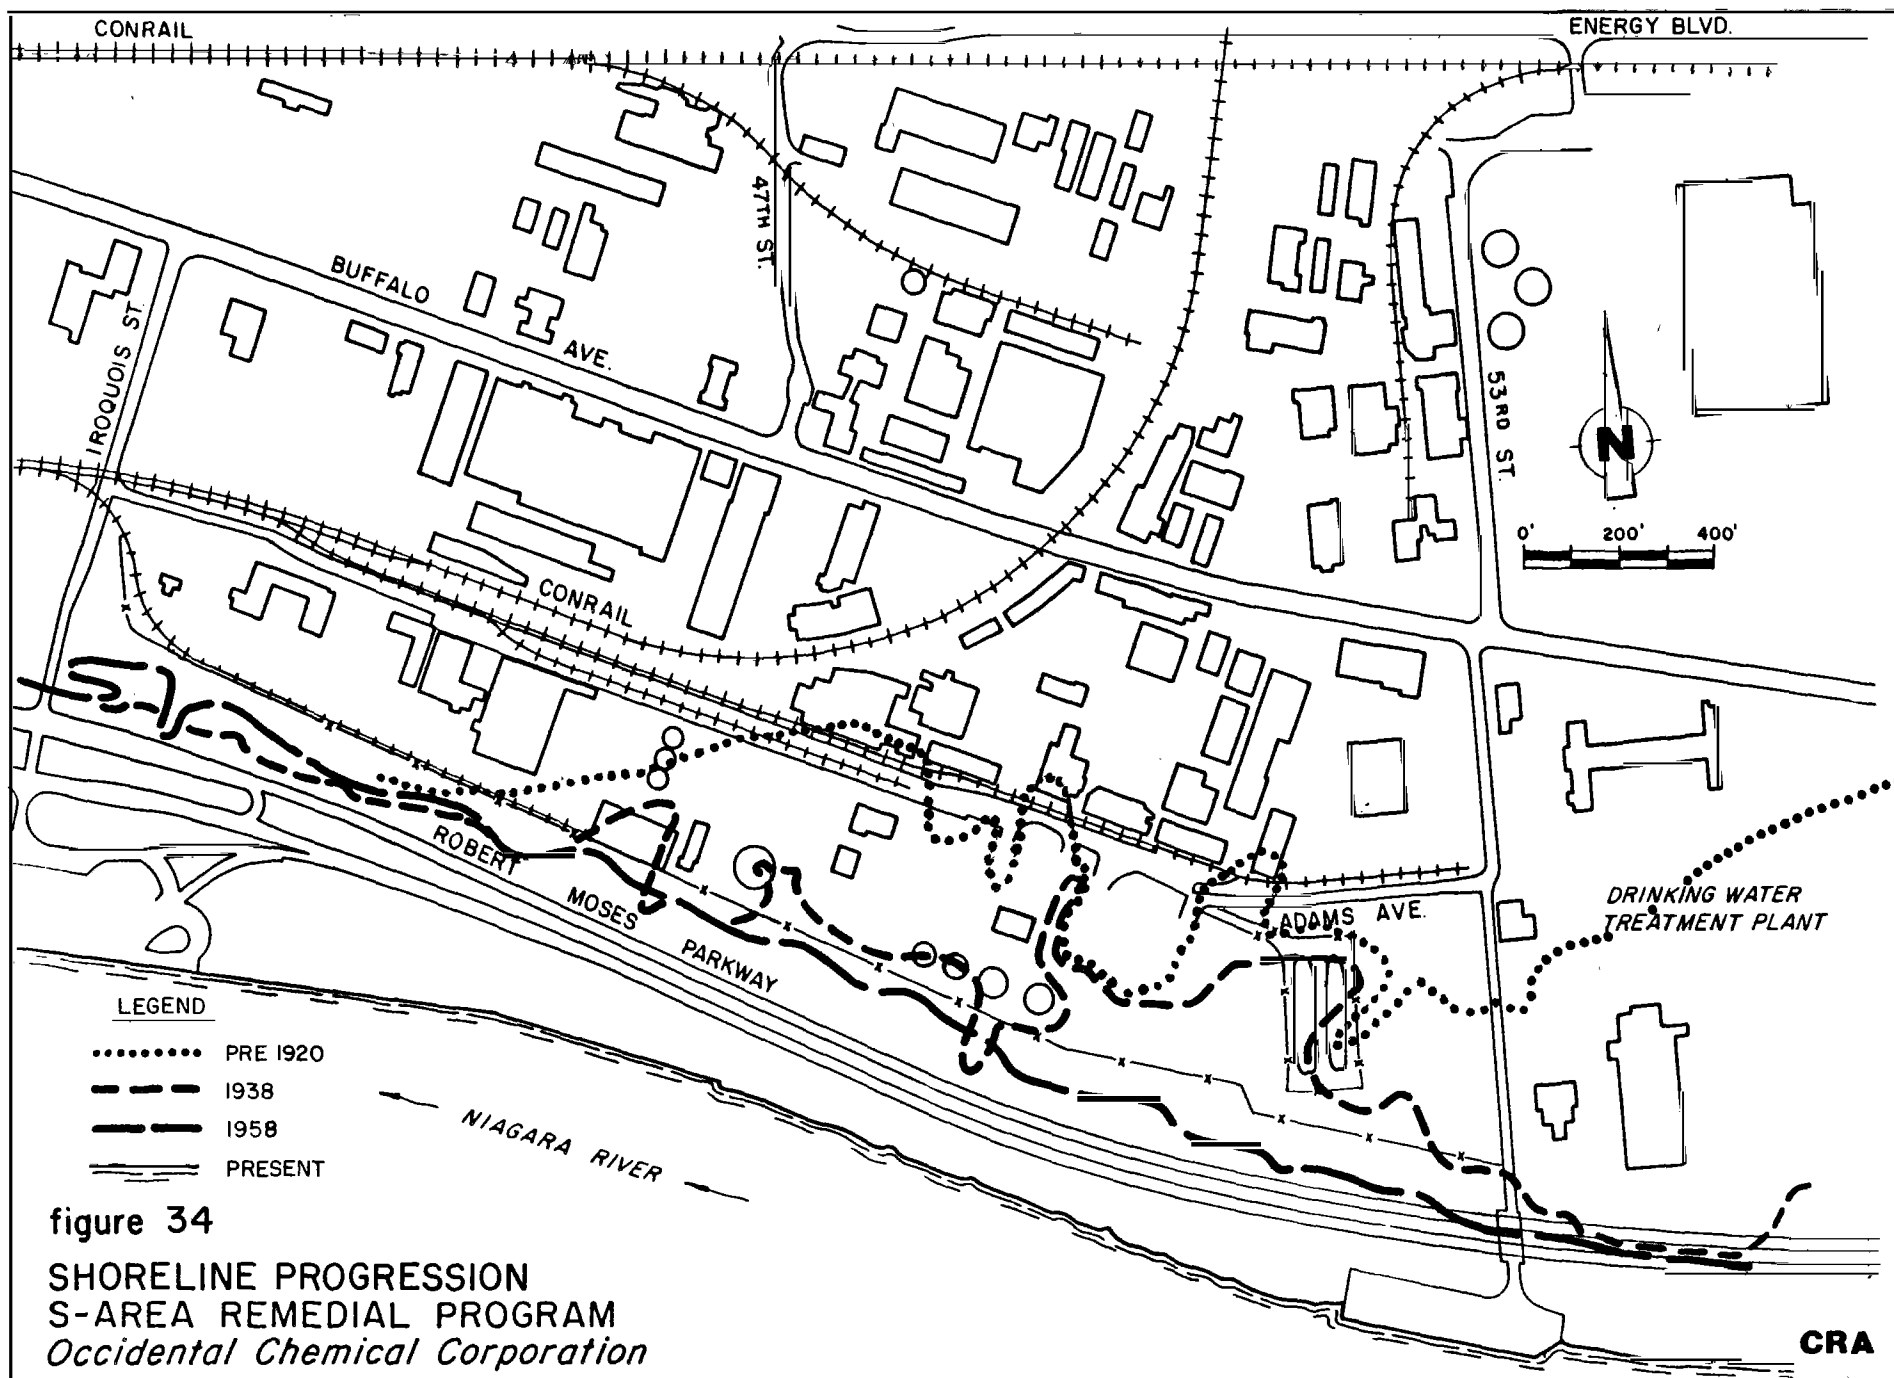 CONRAIL
ENERGY BLVD.
47TH ST.
BUFFALO
AVE.
IROQUOIS ST.
53RD ST.
N
0' 200' 400'
CONRAIL
ROBERT
MOSES
PARKWAY
ADAMS AVE.
DRINKING WATER
TREATMENT PLANT
LEGEND
PRE 1920
1938
1958
PRESENT
NIAGARA RIVER
figure 34
SHORELINE PROGRESSION
S-AREA REMEDIAL PROGRAM
Occidental Chemical Corporation
CRA